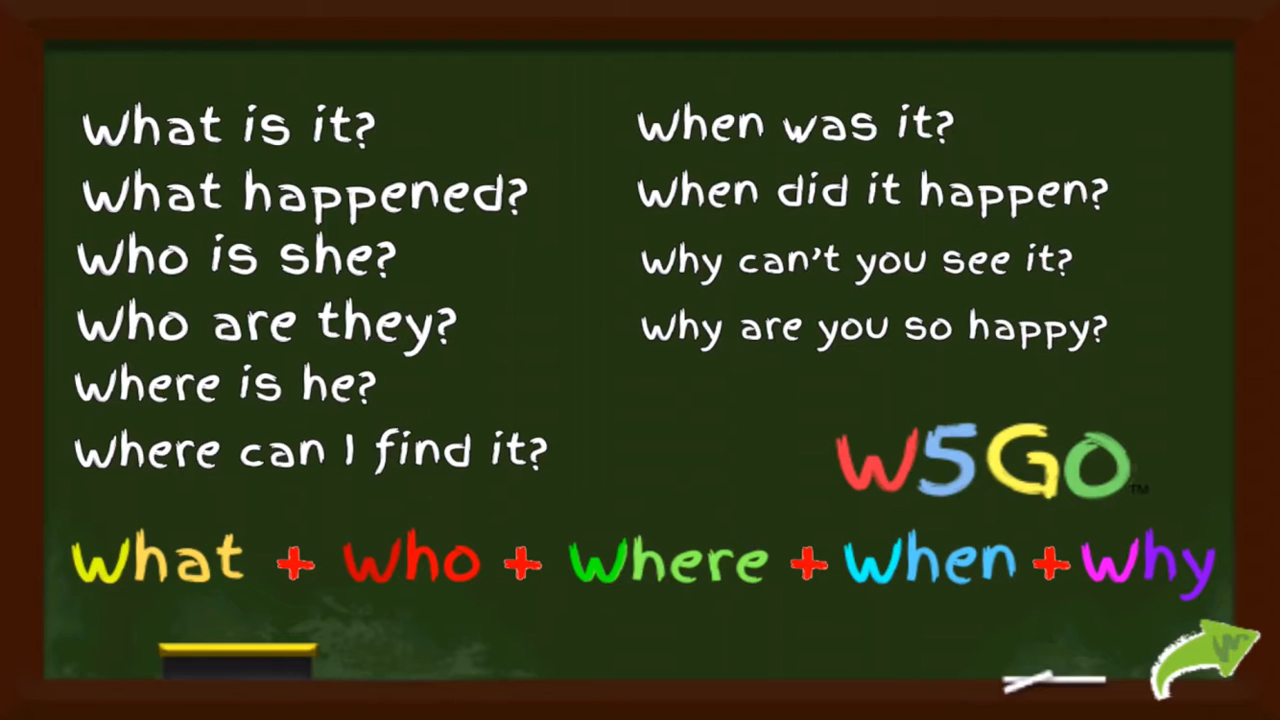 What is it?
What happened?
Who is she?
Who are they?
Where is he?
Where can I find it?
When was it?
When did it happen?
Why can't you see it?
Why are you so happy?
W5GO™
What + Who + Where + When + Why
W